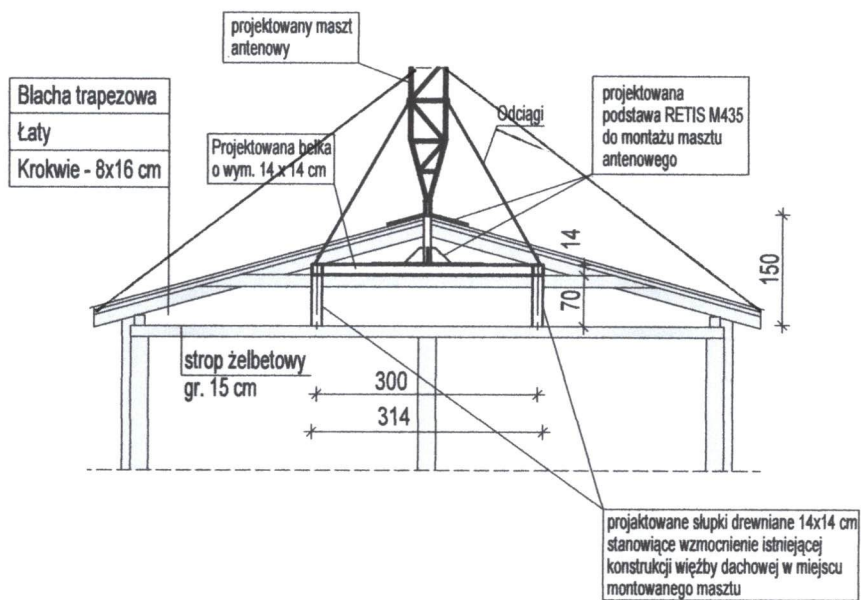 projektowany maszt
antenowy
Blacha trapezowa
Łaty
Krokwie - 8x16 cm
Projektowana belka
o wym. 14 x 14 cm
Odciągi
projektowana
podstawa RETIS M435
do montażu masztu
antenowego
14
70
150
strop żelbetowy
gr. 15 cm
300
314
projaktowane słupki drewniane 14x14 cm
stanowiące wzmocnienie istniejącej
konstrukcji więźby dachowej w miejscu
montowanego masztu